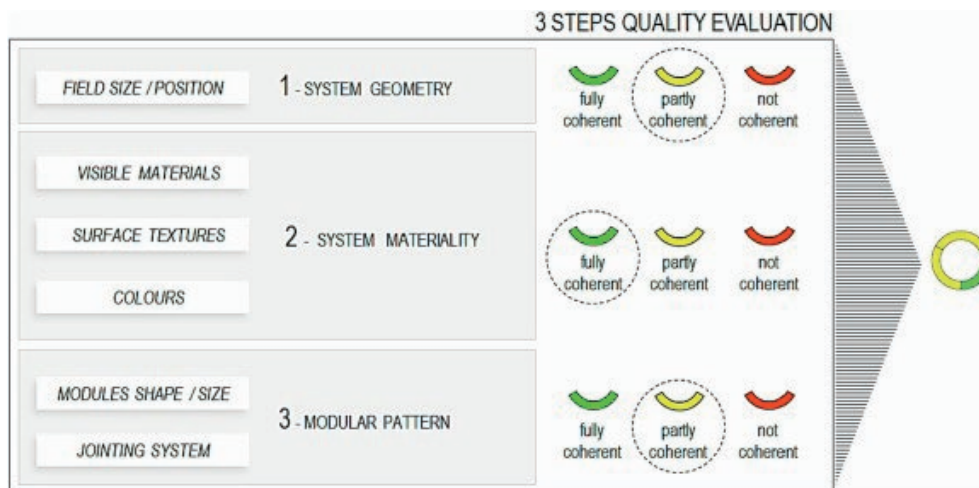 3 STEPS QUALITY EVALUATION
FIELD SIZE / POSITION
1 - SYSTEM GEOMETRY
fully coherent
partly coherent
not coherent
VISIBLE MATERIALS
SURFACE TEXTURES
COLOURS
2 - SYSTEM MATERIALITY
fully coherent
partly coherent
not coherent
MODULES SHAPE / SIZE
JOINTING SYSTEM
3 - MODULAR PATTERN
fully coherent
partly coherent
not coherent